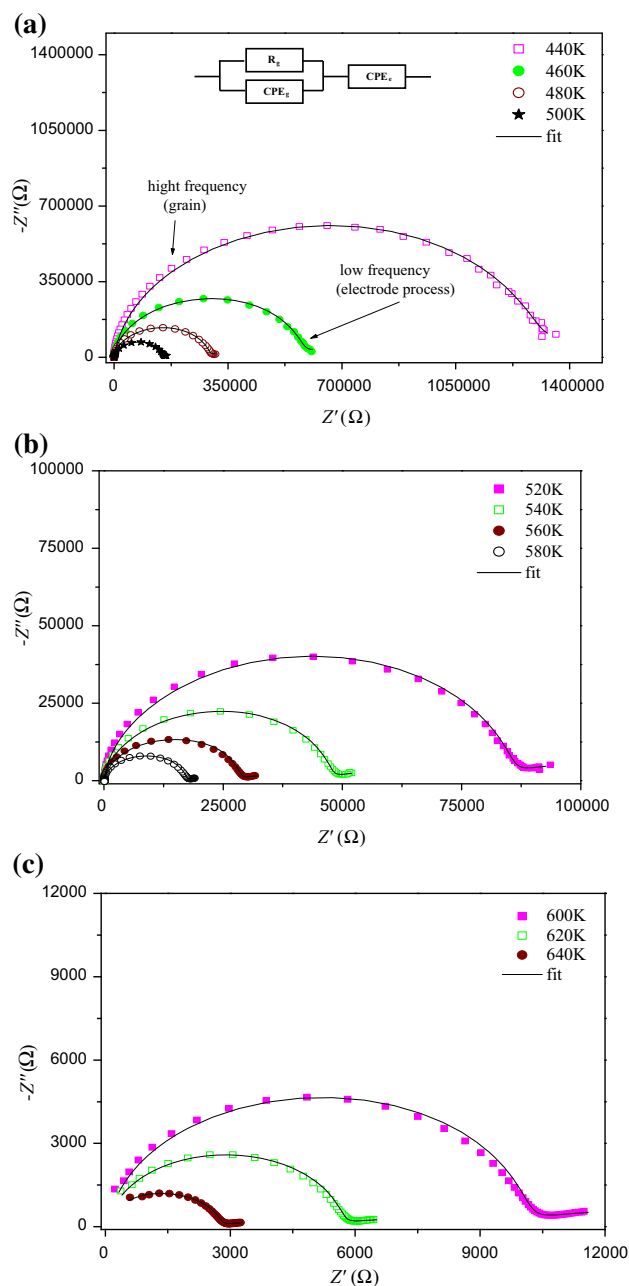 (a)
1400000
1050000
700000
350000
0
-Z″(Ω)
R_g
CPE_g
CPE_e
440K
460K
480K
500K
fit
hight frequency
(grain)
low frequency
(electrode process)
0
350000
700000
1050000
1400000
Z′(Ω)
(b)
100000
75000
50000
25000
0
-Z″(Ω)
520K
540K
560K
580K
fit
0
25000
50000
75000
100000
Z′(Ω)
(c)
12000
9000
6000
3000
0
-Z″(Ω)
600K
620K
640K
fit
0
3000
6000
9000
12000
Z′(Ω)